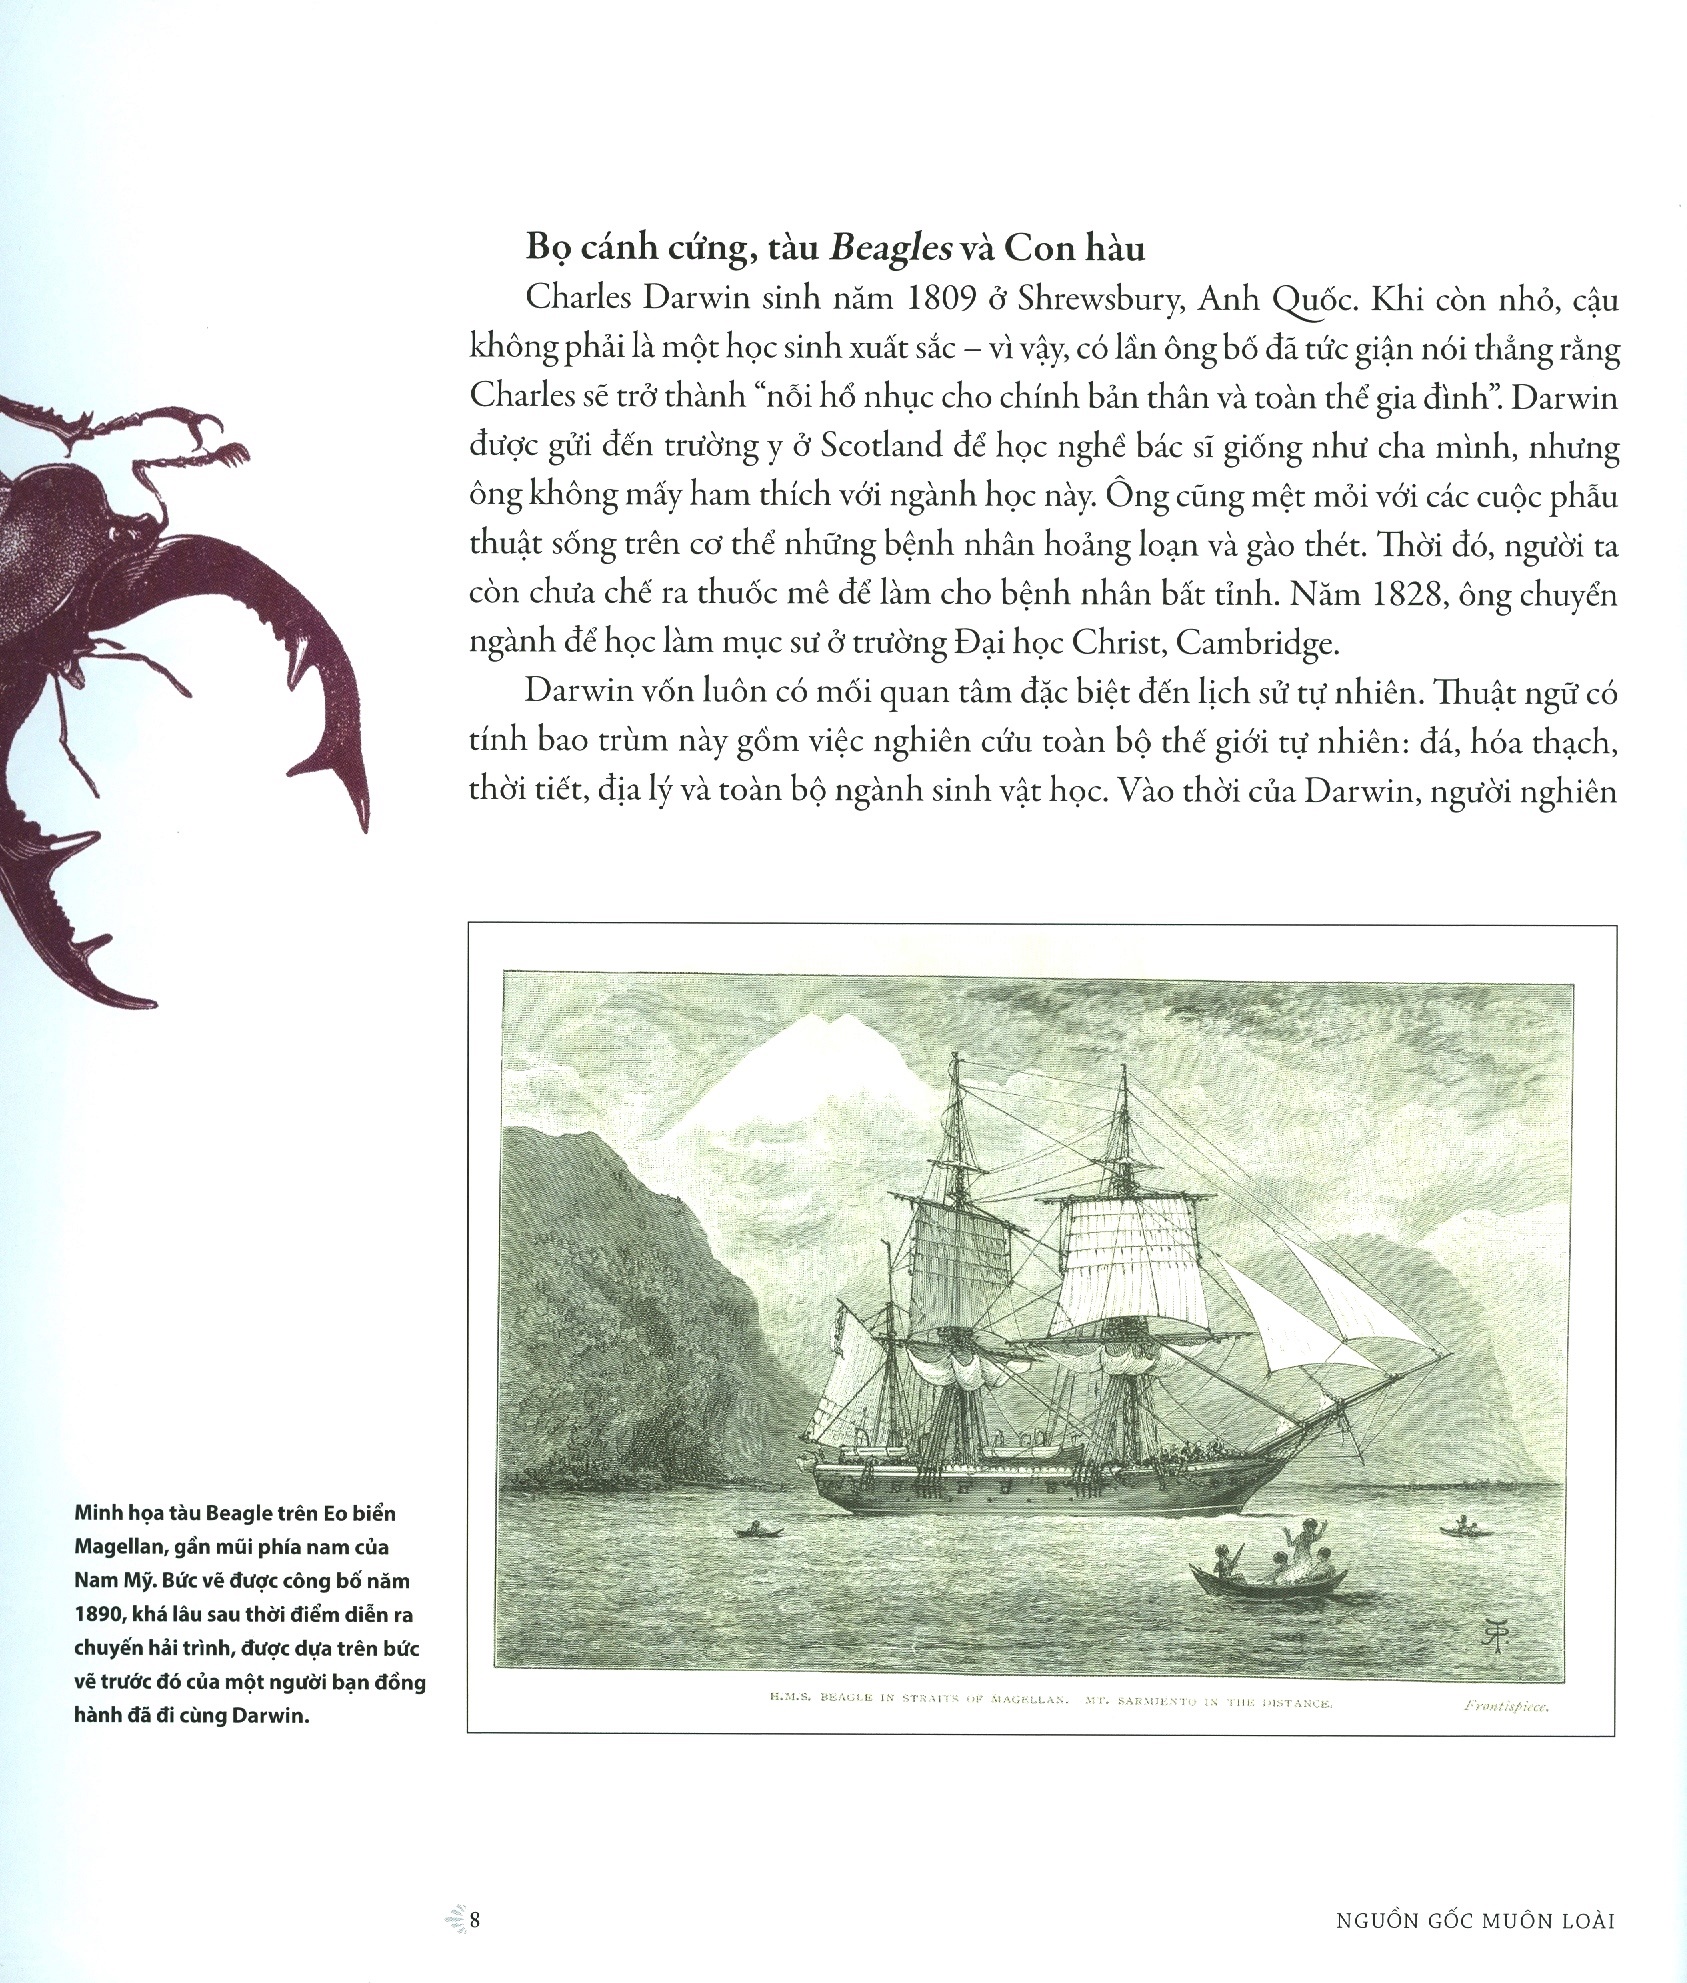 Bọ cánh cứng, tàu Beagles và Con hàu
Charles Darwin sinh năm 1809 ở Shrewsbury, Anh Quốc. Khi còn nhỏ, cậu
không phải là một học sinh xuất sắc – vì vậy, có lần ông bố đã tức giận nói thẳng rằng
Charles sẽ trở thành “nỗi hổ nhục cho chính bản thân và toàn thể gia đình”. Darwin
được gửi đến trường y ở Scotland để học nghề bác sĩ giống như cha mình, nhưng
ông không mấy ham thích với ngành học này. Ông cũng mệt mỏi với các cuộc phẫu
thuật sống trên cơ thể những bệnh nhân hoảng loạn và gào thét. Thời đó, người ta
còn chưa chế ra thuốc mê để làm cho bệnh nhân bất tỉnh. Năm 1828, ông chuyển
ngành để học làm mục sư ở trường Đại học Christ, Cambridge.
Darwin vốn luôn có mối quan tâm đặc biệt đến lịch sử tự nhiên. Thuật ngữ có
tính bao trùm này gồm việc nghiên cứu toàn bộ thế giới tự nhiên: đá, hóa thạch,
thời tiết, địa lý và toàn bộ ngành sinh vật học. Vào thời của Darwin, người nghiên
Minh họa tàu Beagle trên Eo biển
Magellan, gần mũi phía nam của
Nam Mỹ. Bức vẽ được công bố năm
1890, khá lâu sau thời điểm diễn ra
chuyến hải trình, được dựa trên bức
vẽ trước đó của một người bạn đồng
hành đã đi cùng Darwin.
H.M.S. BEAGLE IN STRAITS OF MAGELLAN. MT. SARMIENTO IN THE DISTANCE.
Frontispiece.
8
NGUỒN GỐC MUÔN LOÀI